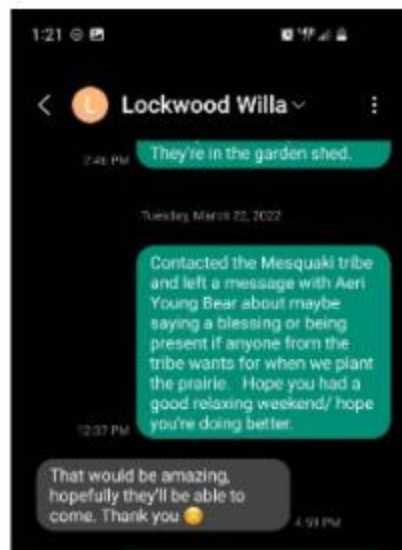 1:21
L
Lockwood Willa
They're in the garden shed.
2:46 PM
Tuesday, March 22, 2022
Contacted the Mesquaki tribe
and left a message with Aeri
Young Bear about maybe
saying a blessing or being
present if anyone from the
tribe wants for when we plant
the prairie. Hope you had a
good relaxing weekend/ hope
you're doing better.
12:37 PM
That would be amazing,
hopefully they'll be able to
come. Thank you 😊
4:59 PM